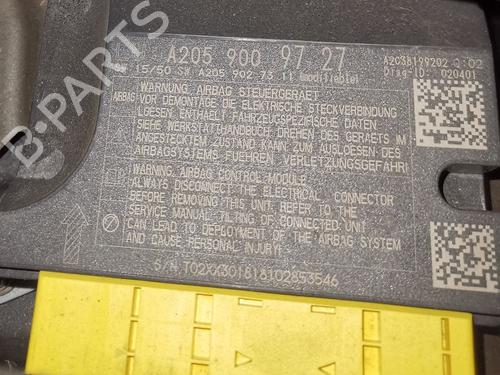 B-PARTS
A205 900 97 27
15/50 SW A205 902 73 11 (modifiable)
A2C38199202 Q:02
Diag-ID: 020401
WARNUNG, AIRBAG STEUERGERAET
AIRBAG VOR DEMONTAGE DIE ELEKTRISCHE STECKVERBINDUNG
LOESEN. ENTHAELT FAHRZEUGSPEZIFISCHE DATEN
SIEHE WERKSTATTHANDBUCH DREHEN DES GERAETS IM
ANGESTECKTEM ZUSTAND KANN ZUM AUSLOESEN DES
AIRBAGSYSTEMS FUEHREN. VERLETZUNGSGEFAHR!
WARNING, AIRBAG CONTROL MODULE
ALWAYS DISCONNECT THE ELECTRICAL CONNECTOR
BEFORE REMOVING THIS UNIT, REFER TO THE
SERVICE MANUAL. TILTING OF CONNECTED UNIT
CAN LEAD TO DEPLOYMENT OF THE AIRBAG SYSTEM
AND CAUSE PERSONAL INJURY!
S/N T02XX301818102853546